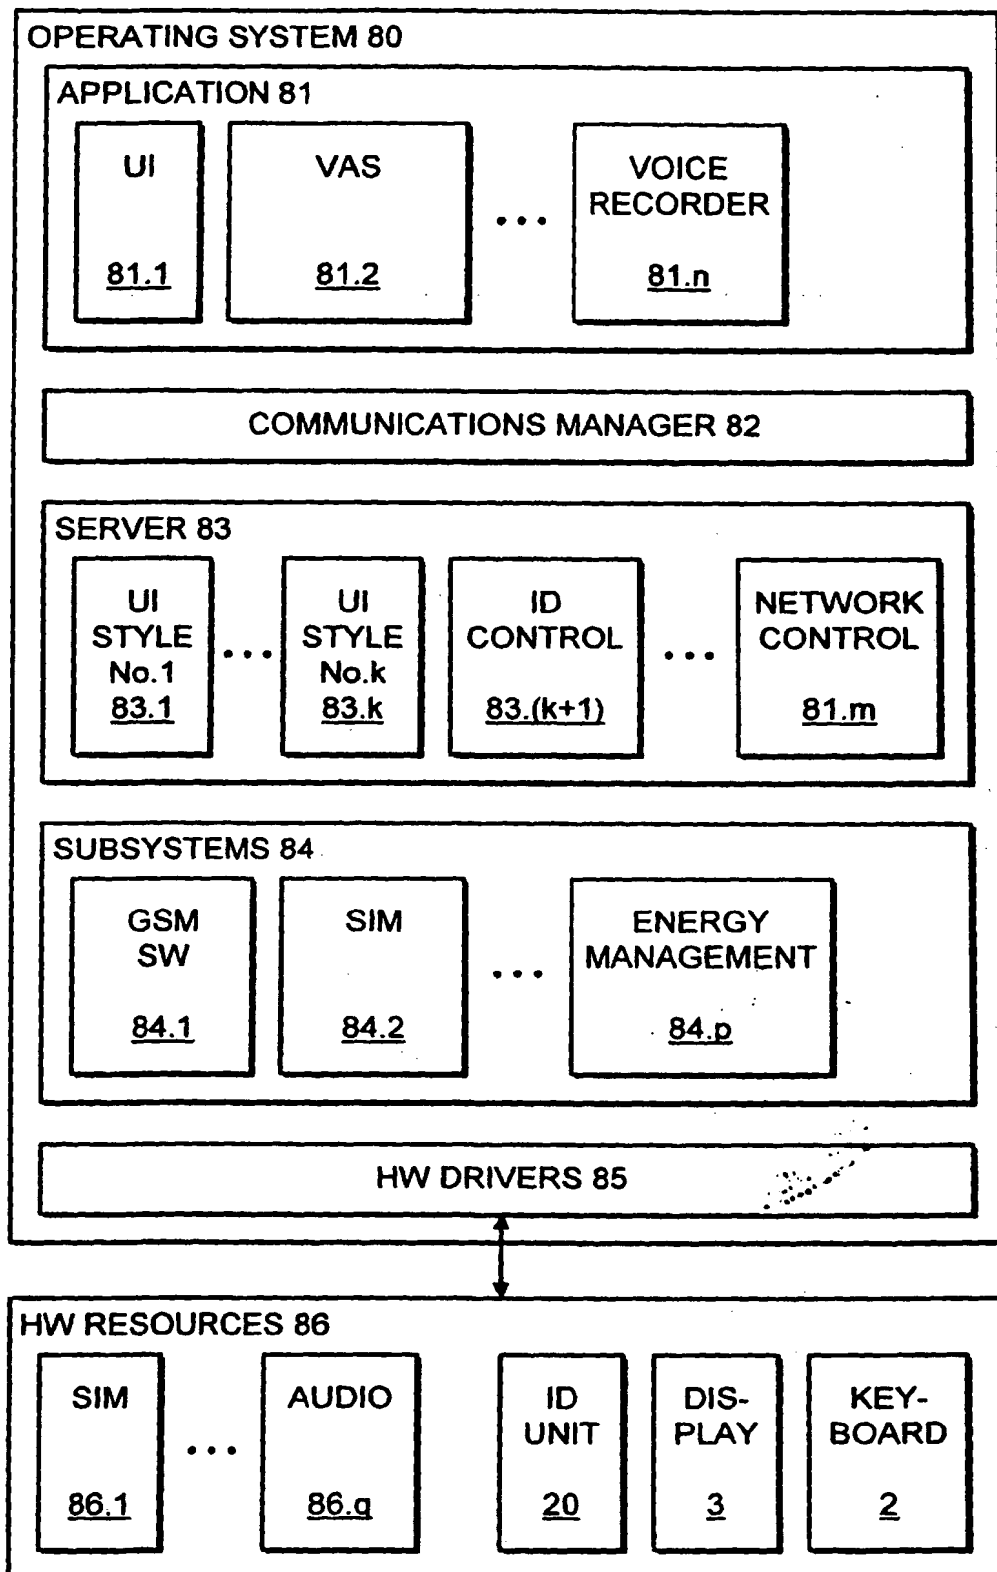 OPERATING SYSTEM 80
APPLICATION 81
UI
81.1
VAS
81.2
...
VOICE
RECORDER
81.n
COMMUNICATIONS MANAGER 82
SERVER 83
UI
STYLE
No.1
83.1
...
UI
STYLE
No.k
83.k
ID
CONTROL
83.(k+1)
...
NETWORK
CONTROL
81.m
SUBSYSTEMS 84
GSM
SW
84.1
SIM
84.2
...
ENERGY
MANAGEMENT
84.p
HW DRIVERS 85
HW RESOURCES 86
SIM
86.1
...
AUDIO
86.q
ID
UNIT
20
DIS-
PLAY
3
KEY-
BOARD
2